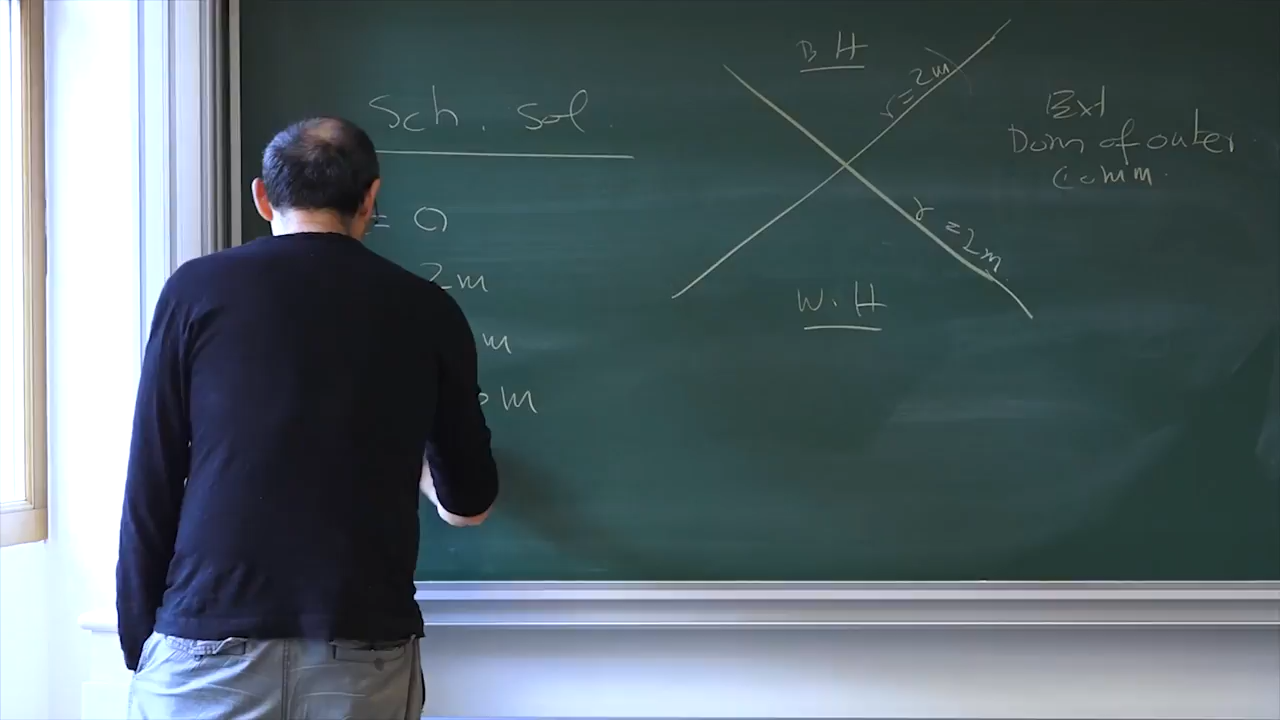 Sch. sol.
= 0
2m
m
m
B H
r = 2m
r = 2m
W. H
Ext
Dom of outer
comm.